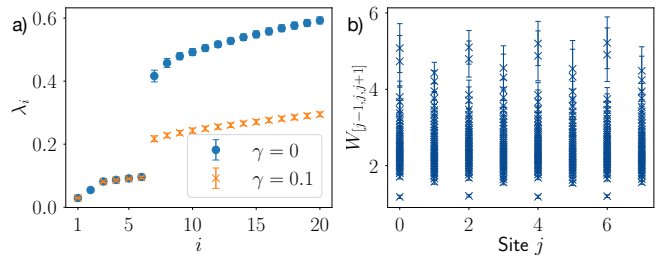 a)
λ_i
0.6
0.4
0.2
0.0
1
5
10
15
20
i
γ = 0
γ = 0.1
b)
W_[j−1,j,j+1]
6
4
2
0
2
4
6
Site j